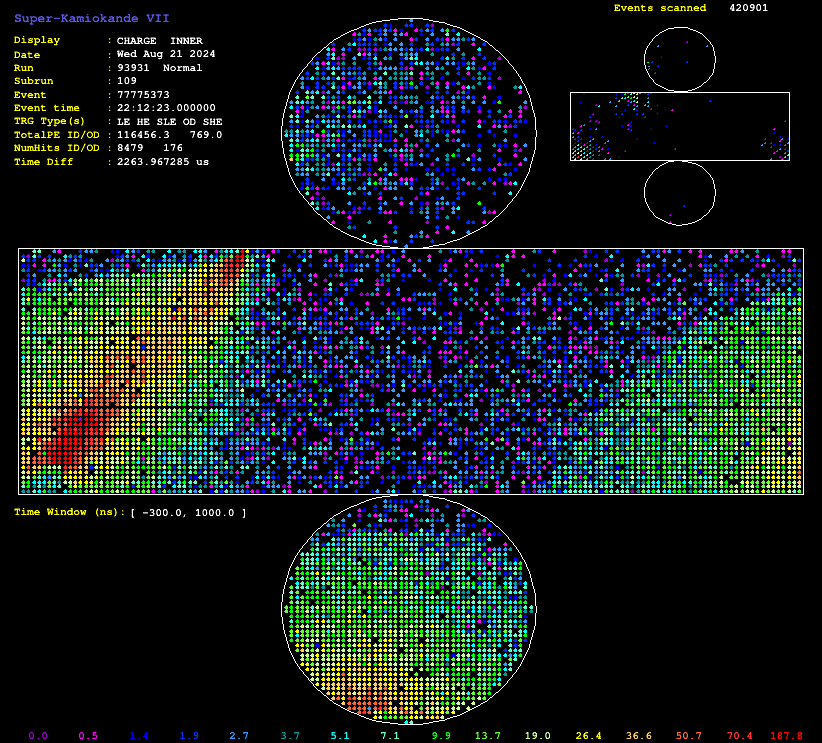 Super-Kamiokande VII
Events scanned 420901
Display : CHARGE INNER
Date : Wed Aug 21 2024
Run : 93931 Normal
Subrun : 109
Event : 77775373
Event time : 22:12:23.000000
TRG Type(s) : LE HE SLE OD SHE
TotalPE ID/OD : 116456.3 769.0
NumHits ID/OD : 8479 176
Time Diff : 2263.967285 us
Time Window (ns): [ -300.0, 1000.0 ]
0.0 0.5 1.4 1.9 2.7 3.7 5.1 7.1 9.9 13.7 19.0 26.4 36.6 50.7 70.4 187.8